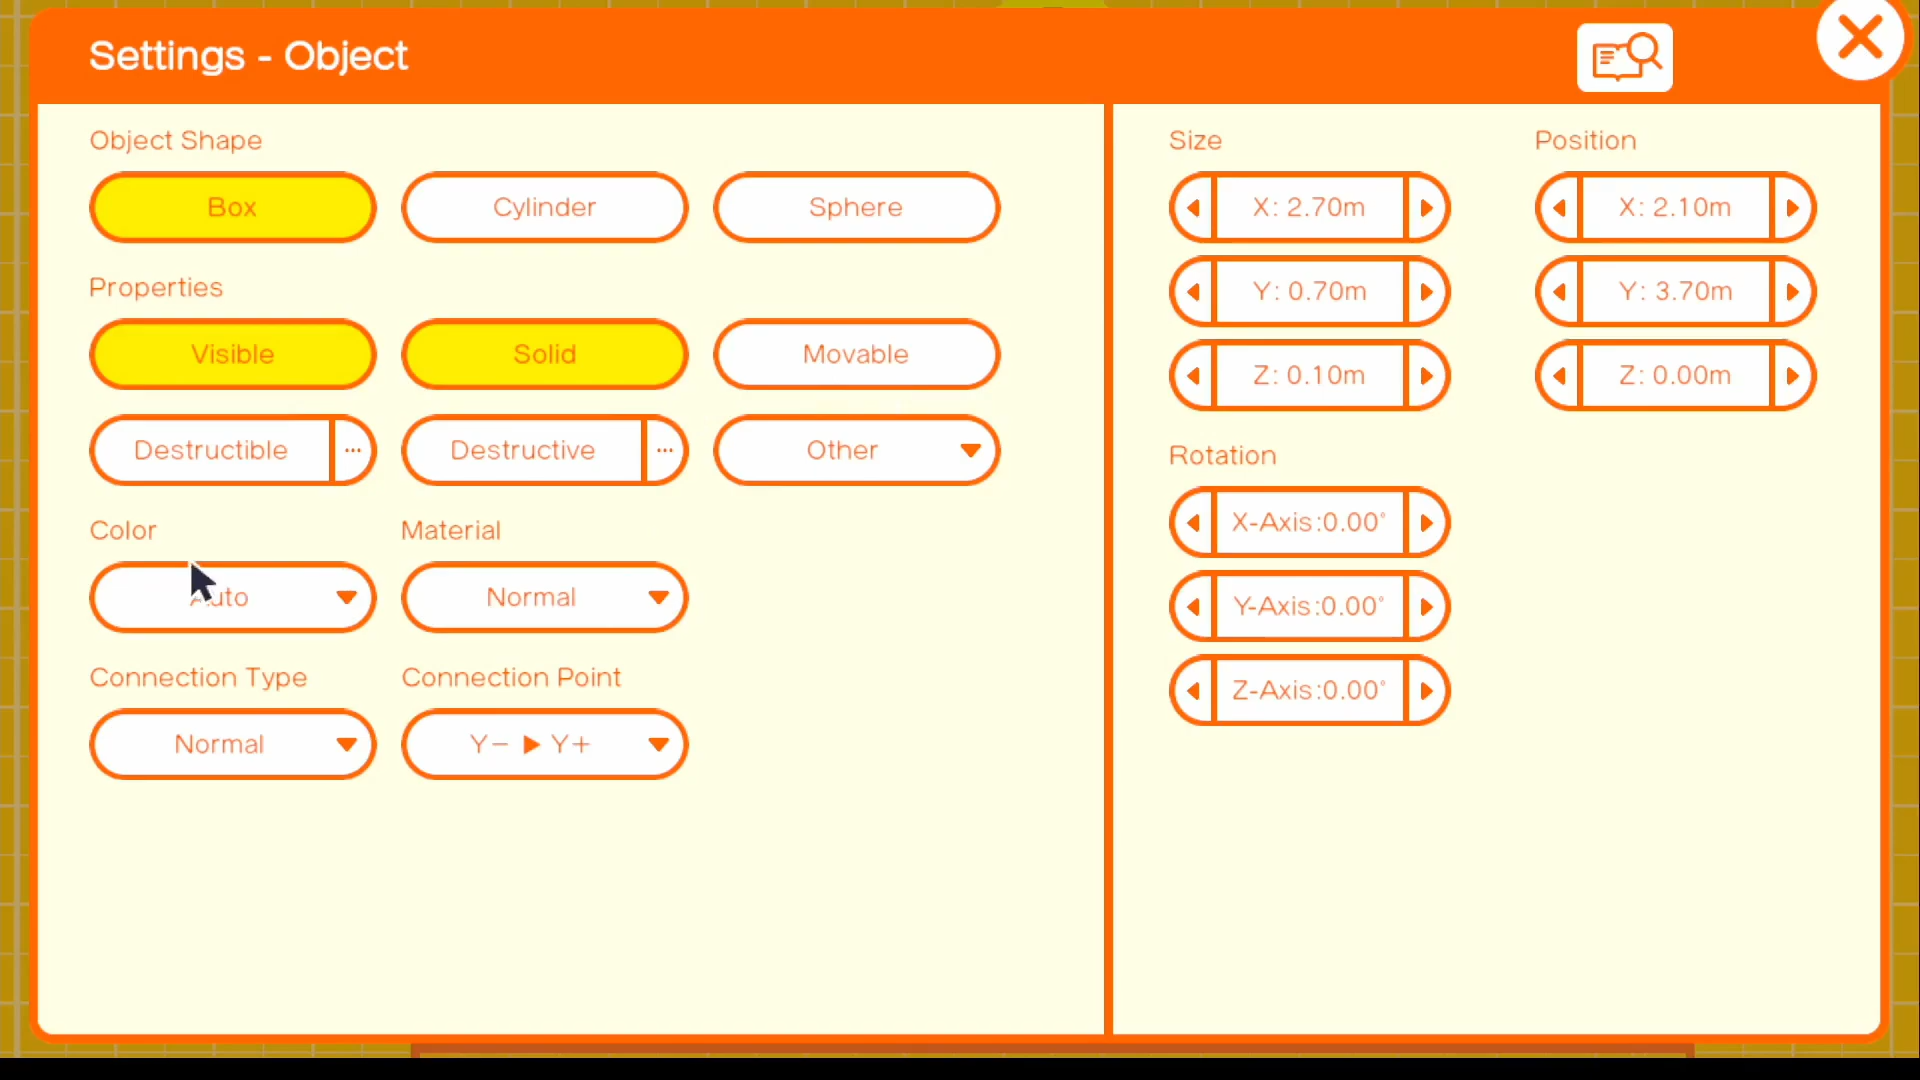 Settings - Object
Object Shape
Box
Cylinder
Sphere
Properties
Visible
Solid
Movable
Destructible
...
Destructive
...
Other
Color
Material
Auto
Normal
Connection Type
Connection Point
Normal
Y− ▶ Y+
Size
Position
X: 2.70m
X: 2.10m
Y: 0.70m
Y: 3.70m
Z: 0.10m
Z: 0.00m
Rotation
X-Axis:0.00°
Y-Axis:0.00°
Z-Axis:0.00°